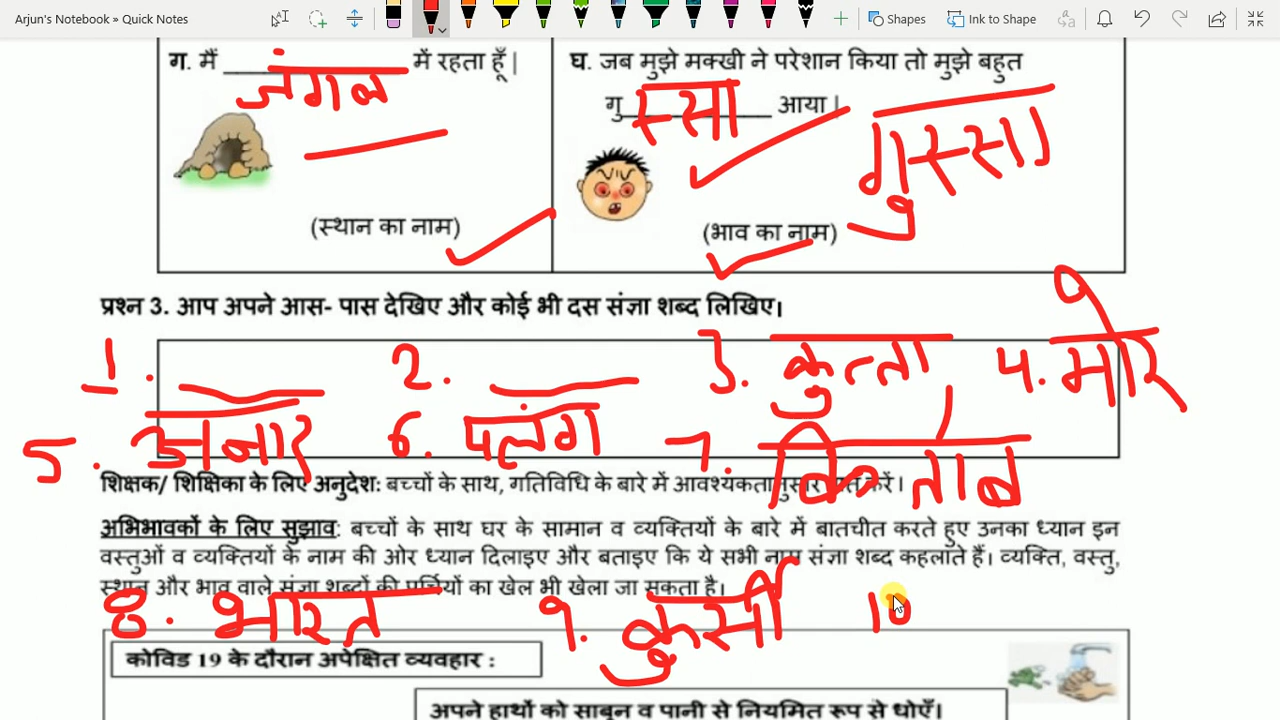 Arjun's Notebook » Quick Notes
Shapes Ink to Shape
ग. मैं ___________ में रहता हूँ|
जंगल
घ. जब मुझे मक्खी ने परेशान किया तो मुझे बहुत
गु___________ आया |
स्सा
गुस्सा
(स्थान का नाम)
(भाव का नाम)
प्रश्न 3. आप अपने आस- पास देखिए और कोई भी दस संज्ञा शब्द लिखिए।
1. 2. 3. कुत्ता 4. मोर
5. अनार 6. पलंग 7. किताब
शिक्षक/ शिक्षिका के लिए अनुदेश: बच्चों के साथ, गतिविधि के बारे में आवश्यकतानुसार बात करें।
अभिभावकों के लिए सुझाव: बच्चों के साथ घर के सामान व व्यक्तियों के बारे में बातचीत करते हुए उनका ध्यान इन
वस्तुओं व व्यक्तियों के नाम की ओर ध्यान दिलाइए और बताइए कि ये सभी नाम संज्ञा शब्द कहलाते हैं। व्यक्ति, वस्तु,
स्थान और भाव वाले संज्ञा शब्दों की पर्चियों का खेल भी खेला जा सकता है।
8. भारत 9. कुर्सी 10
कोविड 19 के दौरान अपेक्षित व्यवहार :
अपने हाथों को साबुन व पानी से नियमित रूप से धोएँ।